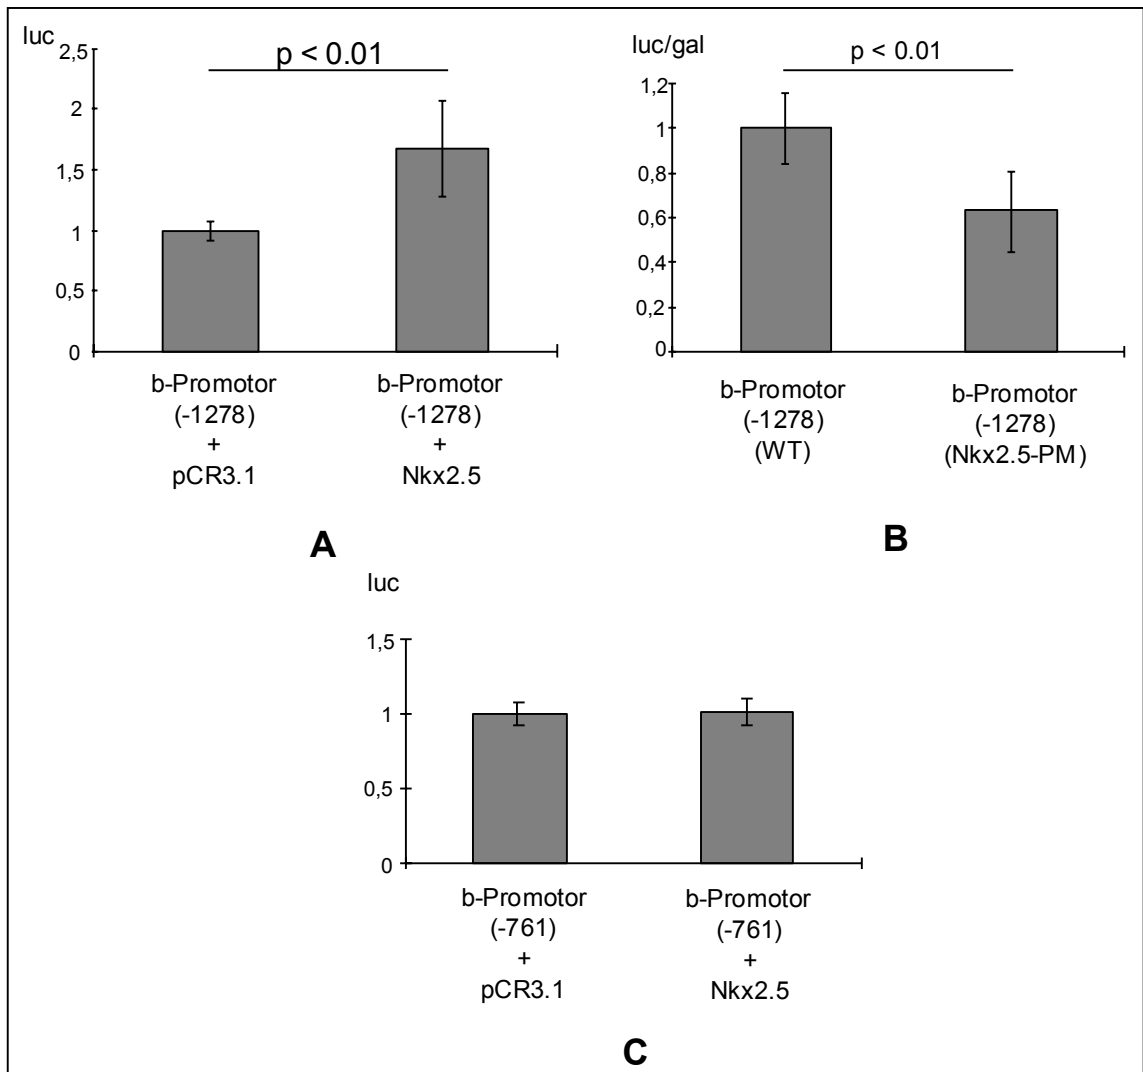 luc
2,5
2
1,5
1
0,5
0
p < 0.01
b-Promotor
(-1278)
+
pCR3.1
b-Promotor
(-1278)
+
Nkx2.5
A
luc/gal
1,2
1
0,8
0,6
0,4
0,2
0
p < 0.01
b-Promotor
(-1278)
(WT)
b-Promotor
(-1278)
(Nkx2.5-PM)
B
luc
1,5
1
0,5
0
b-Promotor
(-761)
+
pCR3.1
b-Promotor
(-761)
+
Nkx2.5
C